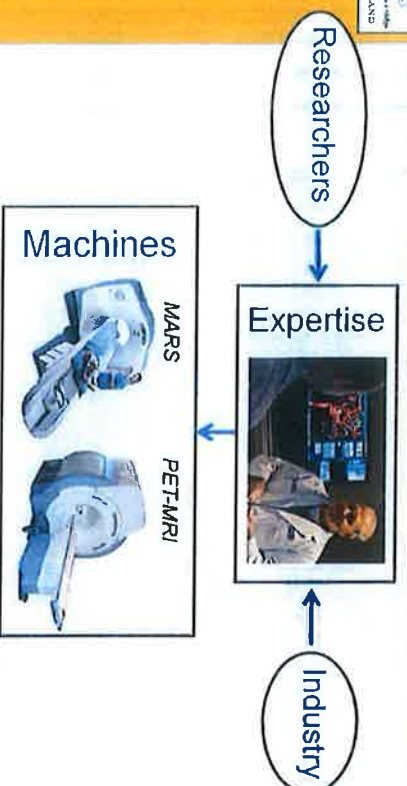 Researchers
Expertise
Industry
Machines
MARS
PET-MRI